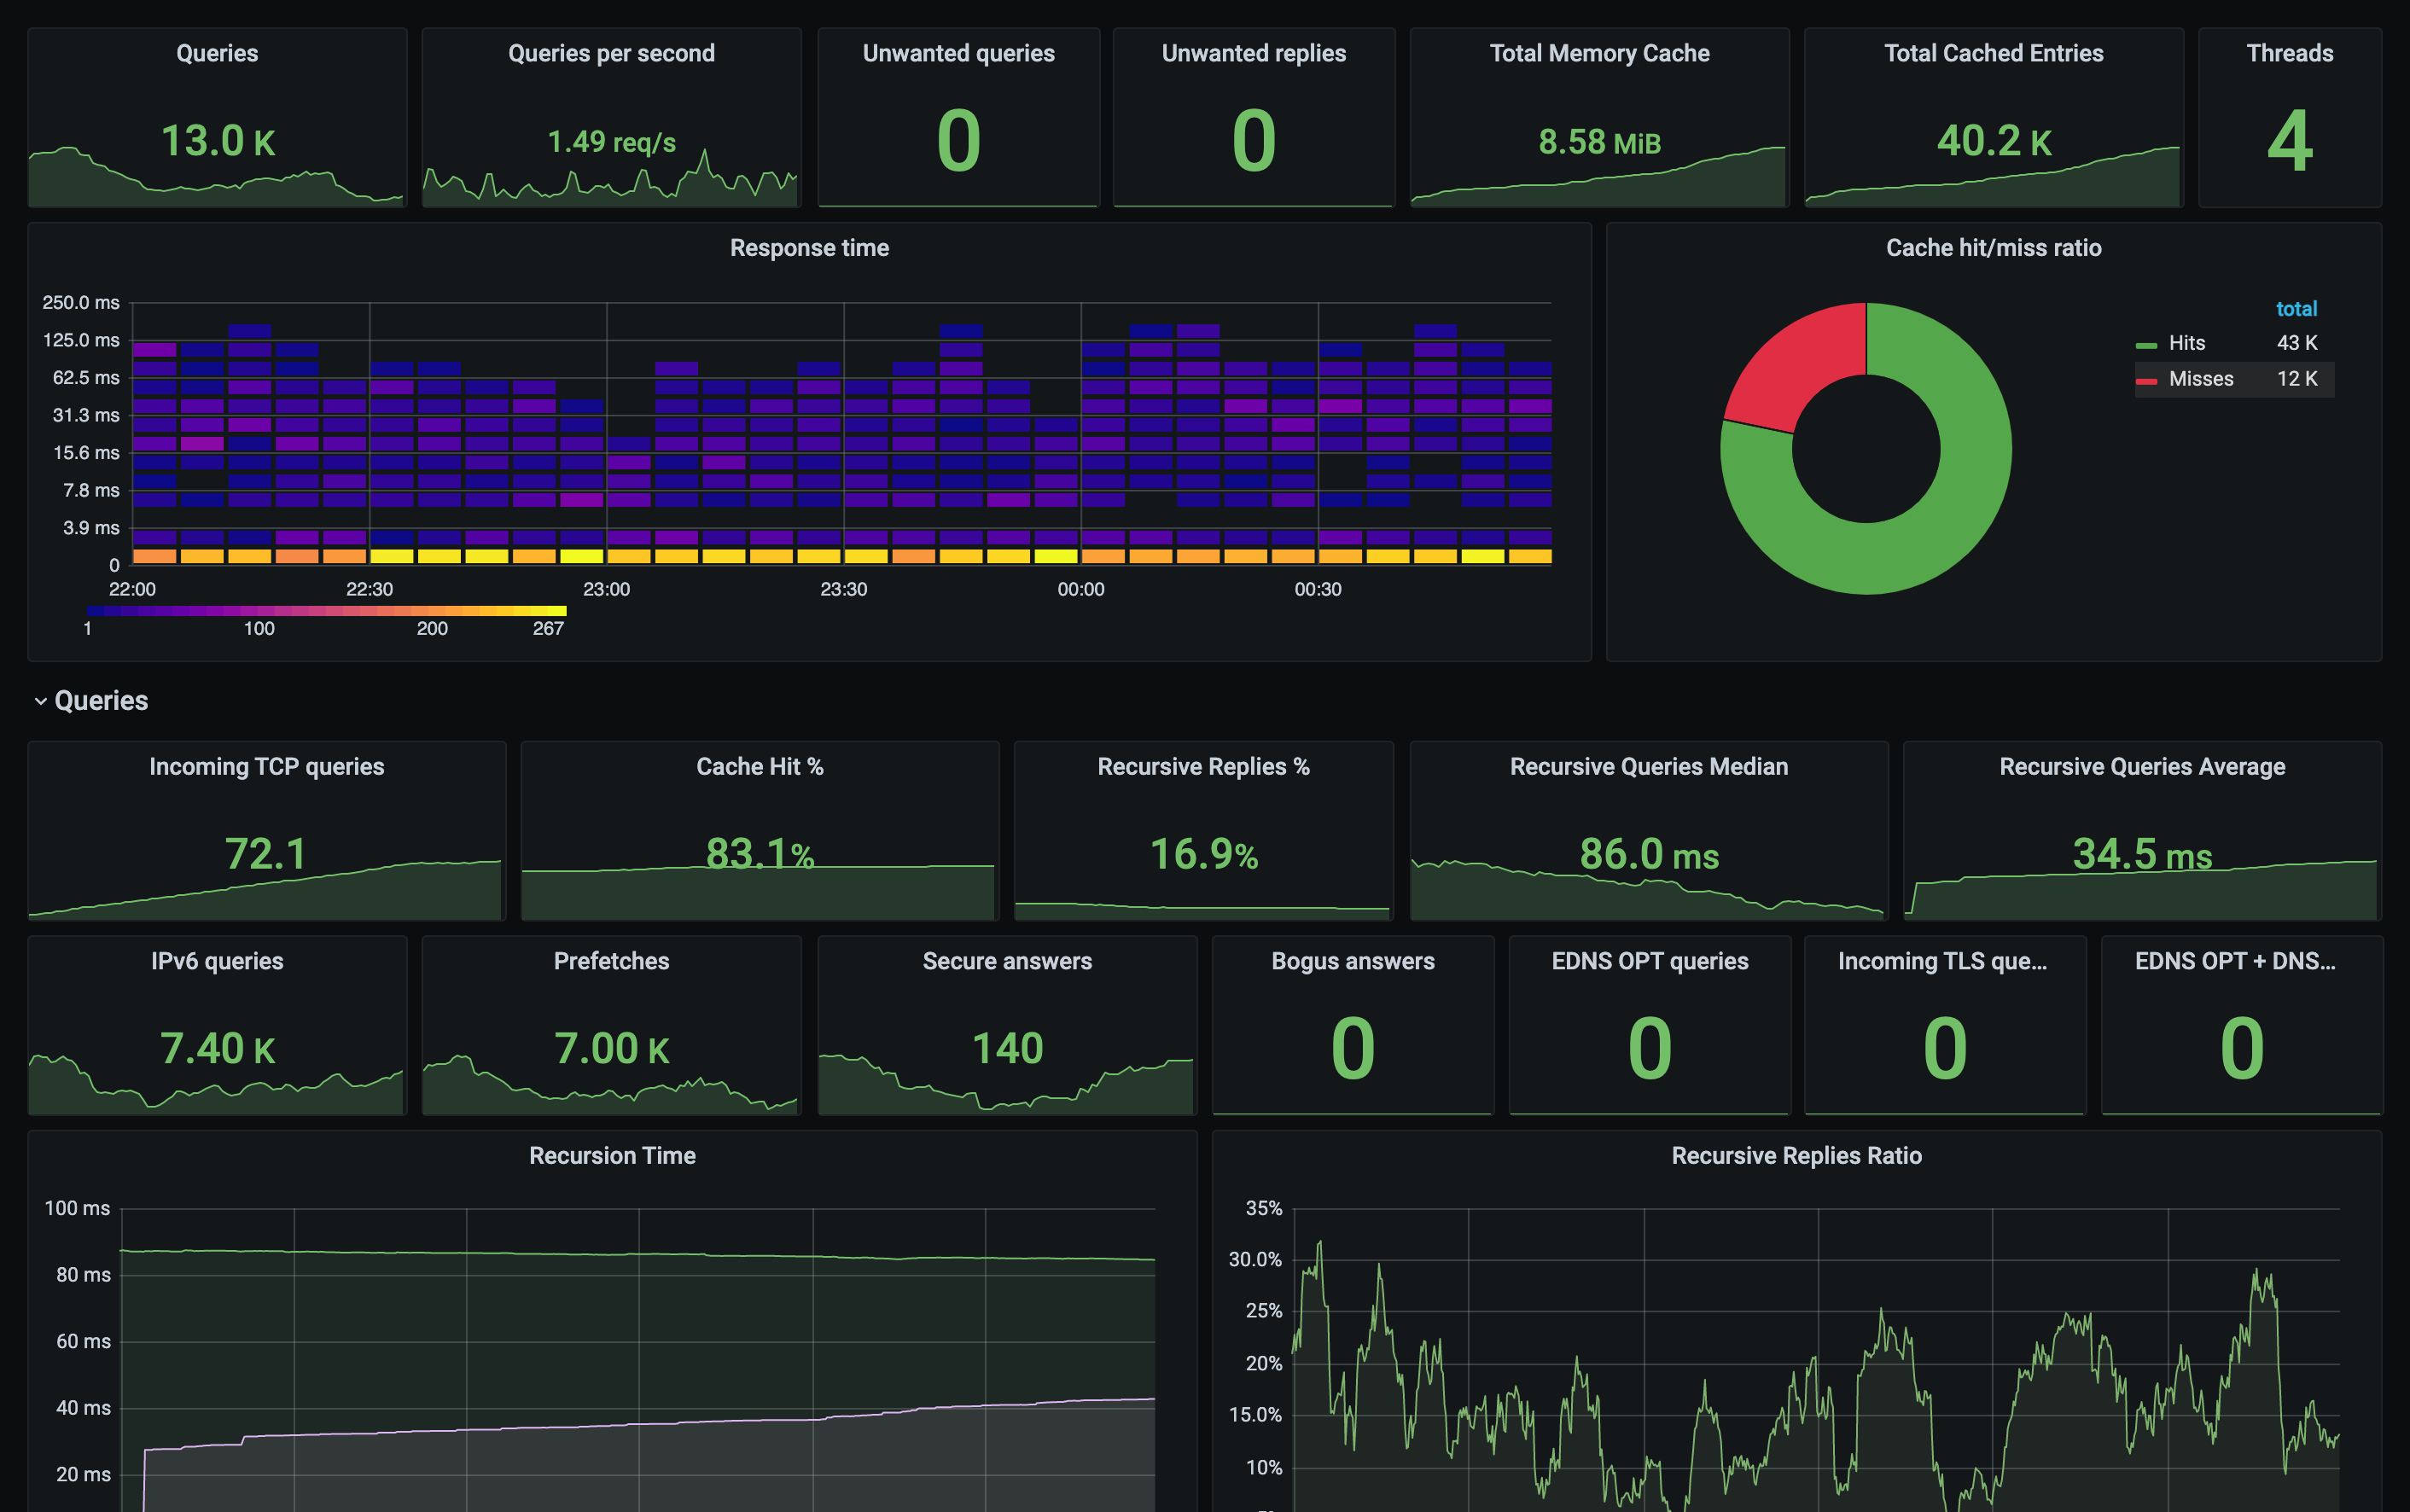 Queries
13.0 K
Queries per second
1.49 req/s
Unwanted queries
0
Unwanted replies
0
Total Memory Cache
8.58 MiB
Total Cached Entries
40.2 K
Threads
4
Response time
250.0 ms
125.0 ms
62.5 ms
31.3 ms
15.6 ms
7.8 ms
3.9 ms
0
22:00 22:30 23:00 23:30 00:00 00:30
1 100 200 267
Cache hit/miss ratio
total
Hits 43 K
Misses 12 K
Queries
Incoming TCP queries
72.1
Cache Hit %
83.1%
Recursive Replies %
16.9%
Recursive Queries Median
86.0 ms
Recursive Queries Average
34.5 ms
IPv6 queries
7.40 K
Prefetches
7.00 K
Secure answers
140
Bogus answers
0
EDNS OPT queries
0
Incoming TLS que...
0
EDNS OPT + DNS...
0
Recursion Time
100 ms
80 ms
60 ms
40 ms
20 ms
Recursive Replies Ratio
35%
30.0%
25%
20%
15.0%
10%